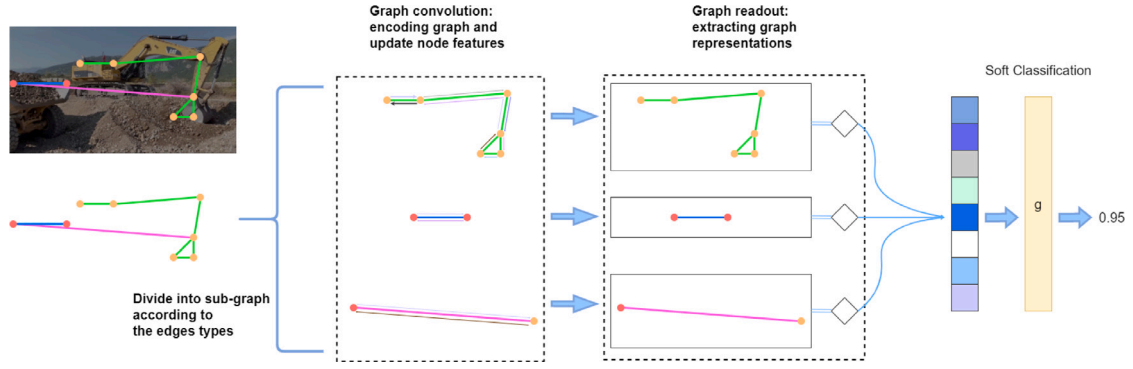 Graph convolution:
encoding graph and
update node features
Graph readout:
extracting graph
representations
Soft Classification
g
0.95
Divide into sub-graph
according to
the edges types